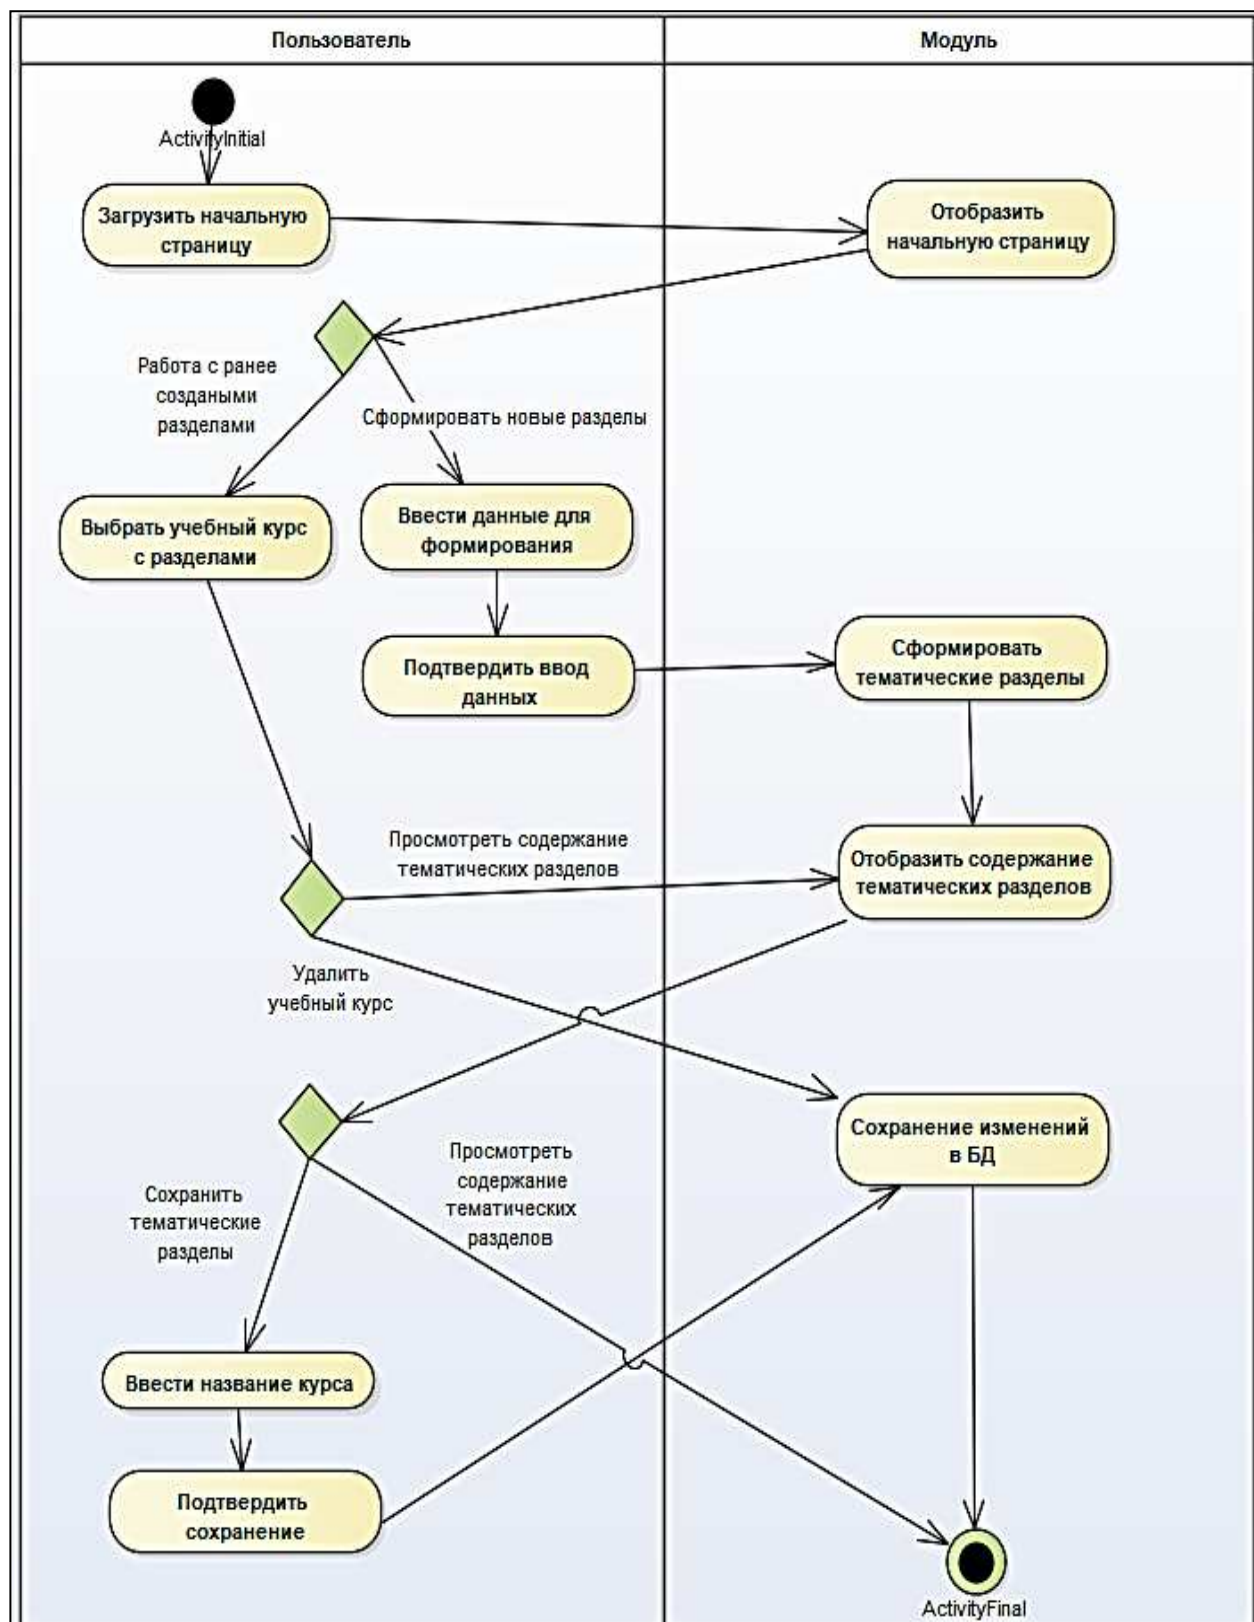 Пользователь
Модуль
ActivityInitial
Загрузить начальную
страницу
Отобразить
начальную страницу
Работа с ранее
создаными
разделами
Сформировать новые разделы
Выбрать учебный курс
с разделами
Ввести данные для
формирования
Подтвердить ввод
данных
Сформировать
тематические разделы
Просмотреть содержание
тематических разделов
Отобразить содержание
тематических разделов
Удалить
учебный курс
Сохранение изменений
в БД
Просмотреть
содержание
тематических
разделов
Сохранить
тематические
разделы
Ввести название курса
Подтвердить
сохранение
ActivityFinal